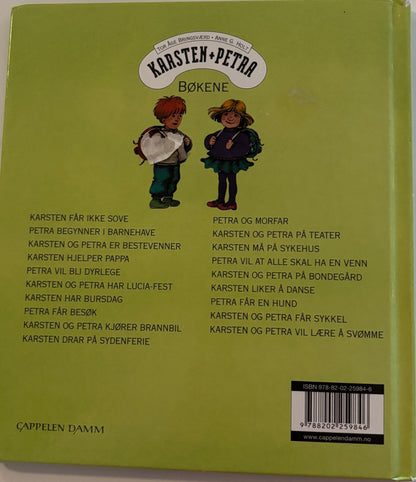 TOR ÅGE BRINGSVÆRD • ANNE G. HOLT
KARSTEN + PETRA
BØKENE
KARSTEN FÅR IKKE SOVE
PETRA BEGYNNER I BARNEHAVE
KARSTEN OG PETRA ER BESTEVENNER
KARSTEN HJELPER PAPPA
PETRA VIL BLI DYRLEGE
KARSTEN OG PETRA HAR LUCIA-FEST
KARSTEN HAR BURSDAG
PETRA FÅR BESØK
KARSTEN OG PETRA KJØRER BRANNBIL
KARSTEN DRAR PÅ SYDENFERIE
PETRA OG MORFAR
KARSTEN OG PETRA PÅ TEATER
KARSTEN MÅ PÅ SYKEHUS
PETRA VIL AT ALLE SKAL HA EN VENN
KARSTEN OG PETRA PÅ BONDEGÅRD
KARSTEN LIKER Å DANSE
PETRA FÅR EN HUND
KARSTEN OG PETRA FÅR SYKKEL
KARSTEN OG PETRA VIL LÆRE Å SVØMME
ISBN 978-82-02-25984-6
9 788202 259846
www.cappelendamm.no
CAPPELEN DAMM